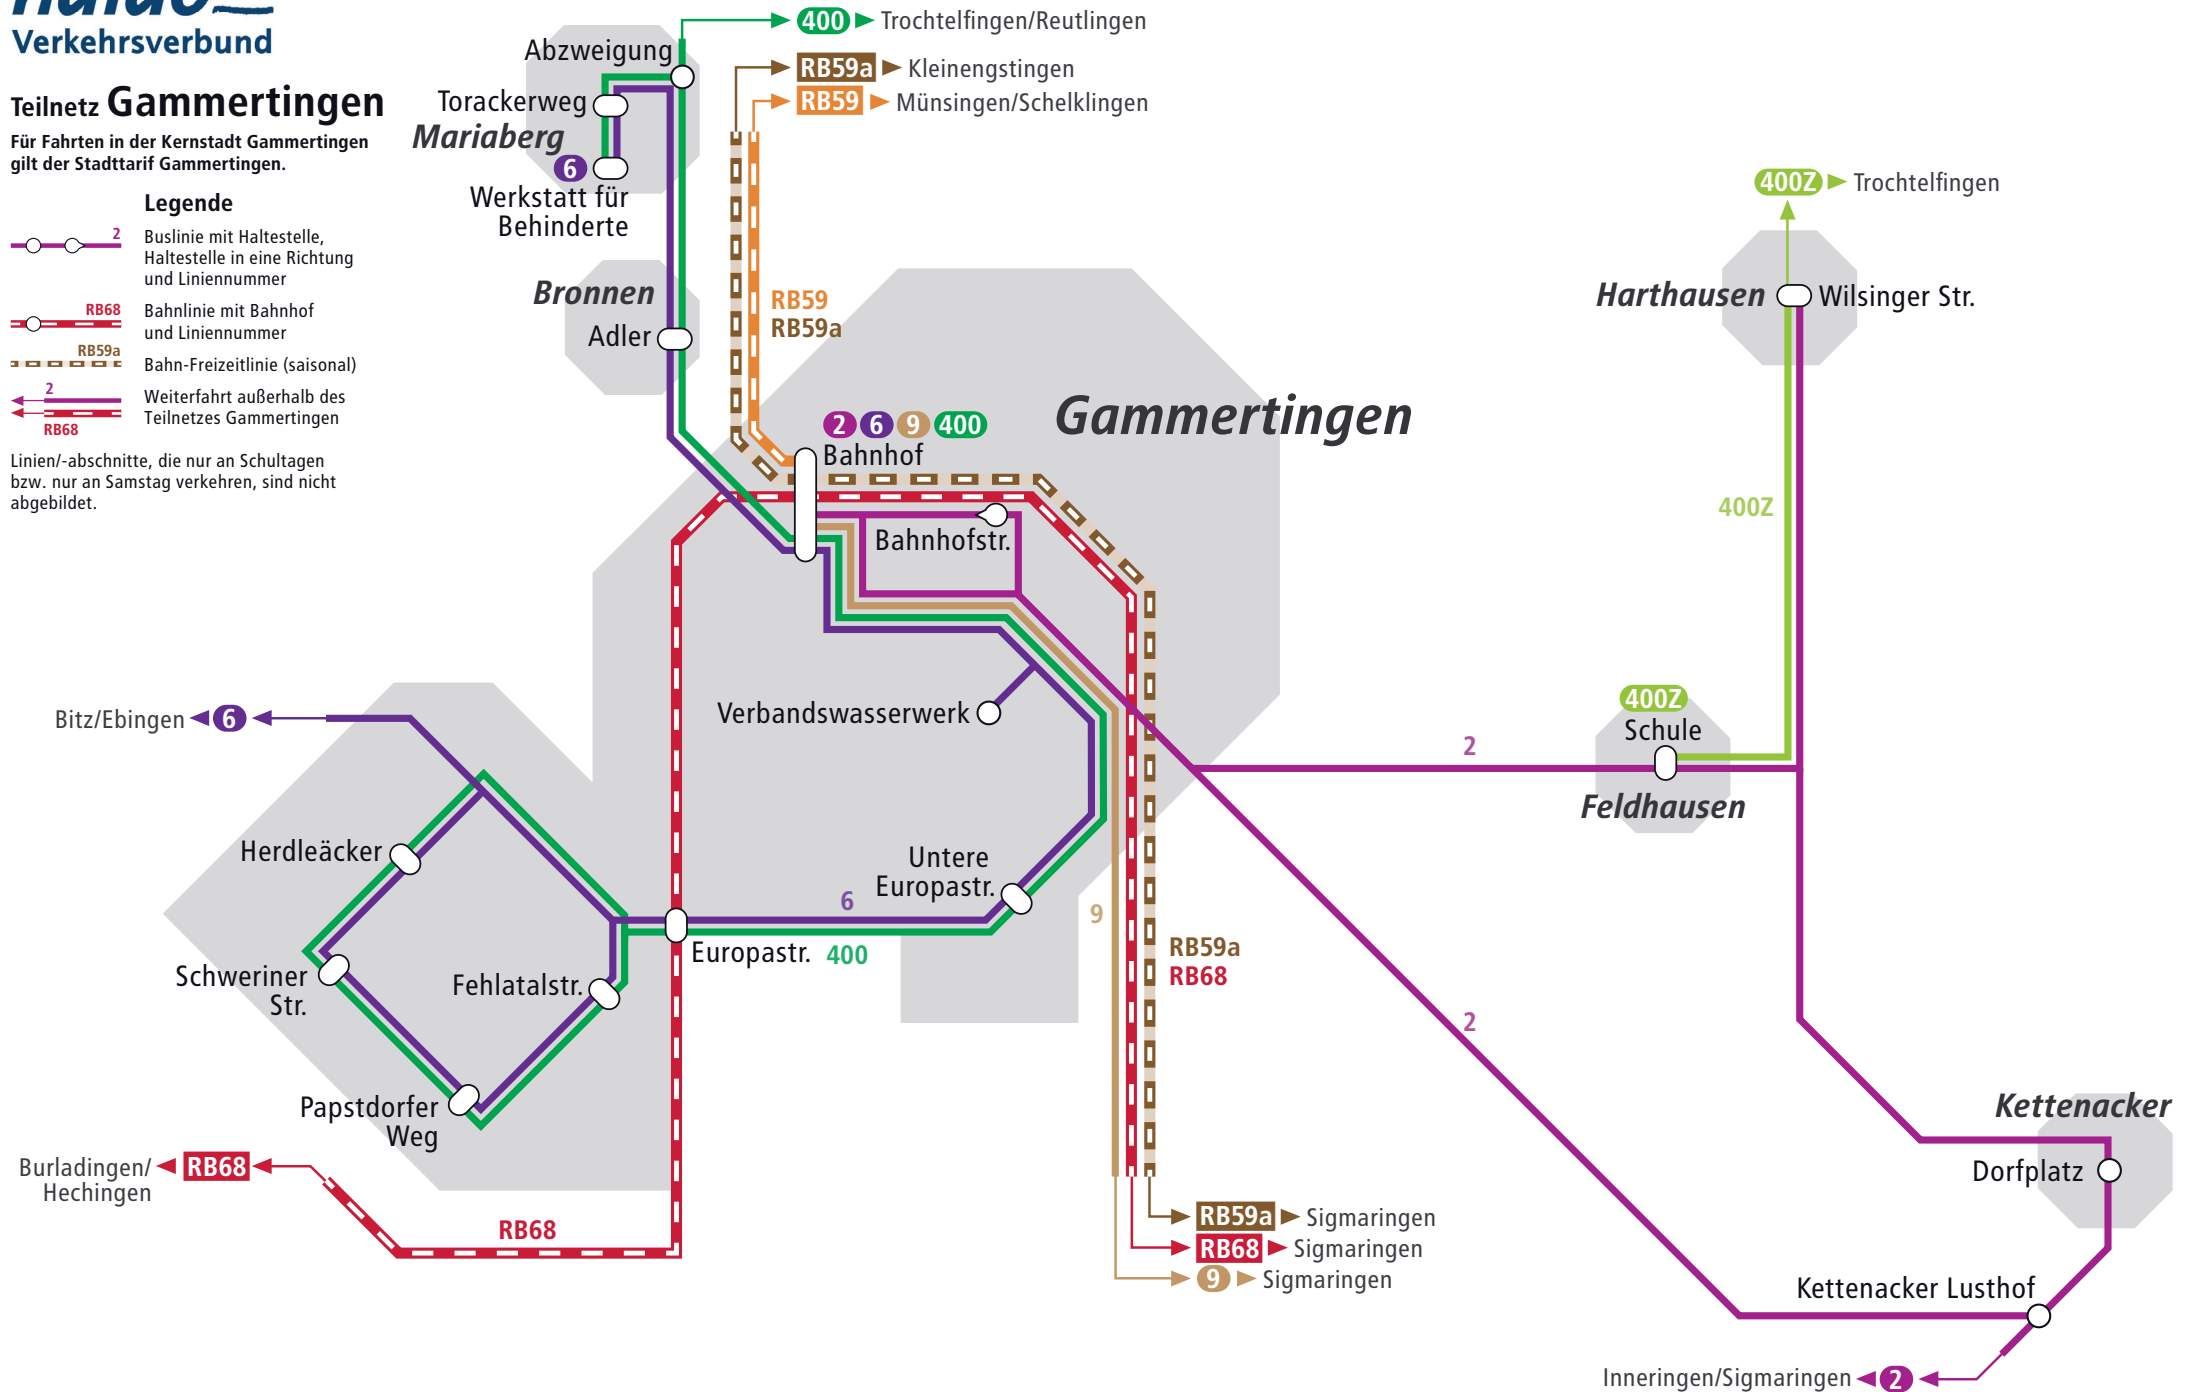 naldo
Verkehrsverbund
Teilnetz Gammertingen
Für Fahrten in der Kernstadt Gammertingen
gilt der Stadttarif Gammertingen.
Legende
2
Buslinie mit Haltestelle,
Haltestelle in eine Richtung
und Liniennummer
RB68
Bahnlinie mit Bahnhof
und Liniennummer
RB59a
Bahn-Freizeitlinie (saisonal)
2
Weiterfahrt außerhalb des
Teilnetzes Gammertingen
RB68
Linien/-abschnitte, die nur an Schultagen
bzw. nur an Samstag verkehren, sind nicht
abgebildet.
400 Trochtelfingen/Reutlingen
RB59a Kleinengstingen
RB59 Münsingen/Schelklingen
Abzweigung
Torackerweg
Mariaberg
6
Werkstatt für
Behinderte
Bronnen
Adler
RB59
RB59a
Gammertingen
2 6 9 400
Bahnhof
Bahnhofstr.
400Z Trochtelfingen
Harthausen
Wilsinger Str.
400Z
400Z
Schule
Feldhausen
2
Verbandswasserwerk
Bitz/Ebingen 6
Herdleäcker
Schweriner
Str.
Fehlatalstr.
Papstdorfer
Weg
Untere
Europastr.
6
Europastr. 400
9
RB59a
RB68
2
Kettenacker
Dorfplatz
Kettenacker Lusthof
Burladingen/
Hechingen
RB68
RB68
RB59a Sigmaringen
RB68 Sigmaringen
9 Sigmaringen
Inneringen/Sigmaringen 2